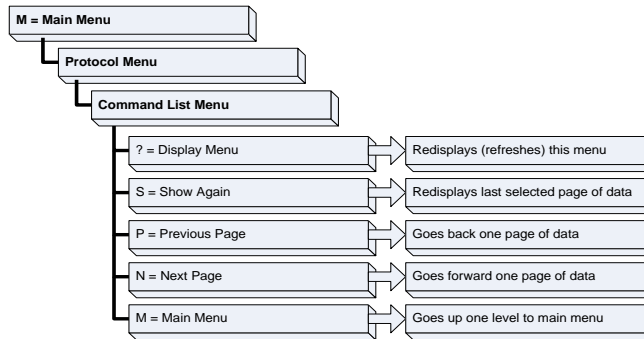 M = Main Menu
Protocol Menu
Command List Menu
? = Display Menu
Redisplays (refreshes) this menu
S = Show Again
Redisplays last selected page of data
P = Previous Page
Goes back one page of data
N = Next Page
Goes forward one page of data
M = Main Menu
Goes up one level to main menu